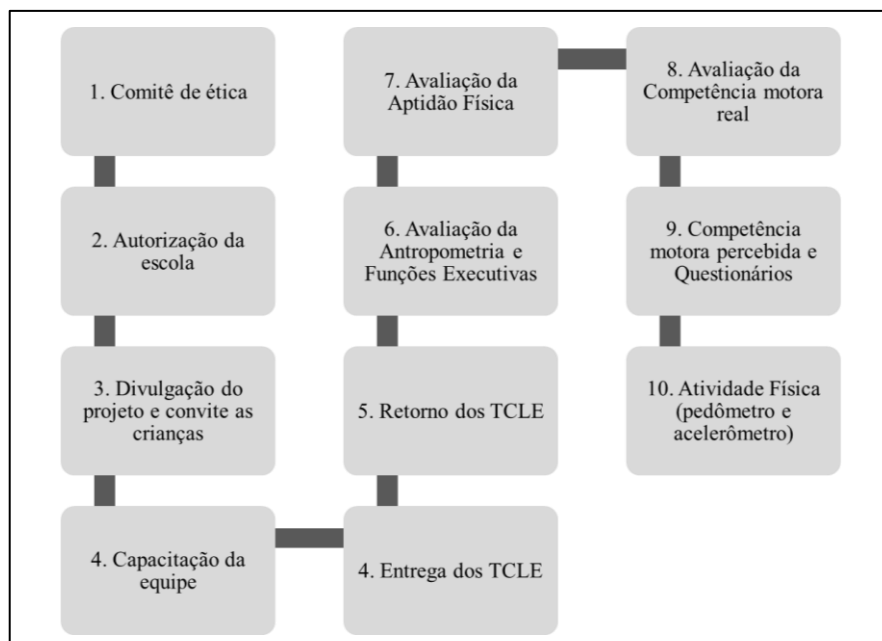 1. Comitê de ética
2. Autorização da
escola
3. Divulgação do
projeto e convite as
crianças
4. Capacitação da
equipe
4. Entrega dos TCLE
5. Retorno dos TCLE
6. Avaliação da
Antropometria e
Funções Executivas
7. Avaliação da
Aptidão Física
8. Avaliação da
Competência motora
real
9. Competência
motora percebida e
Questionários
10. Atividade Física
(pedômetro e
acelerômetro)